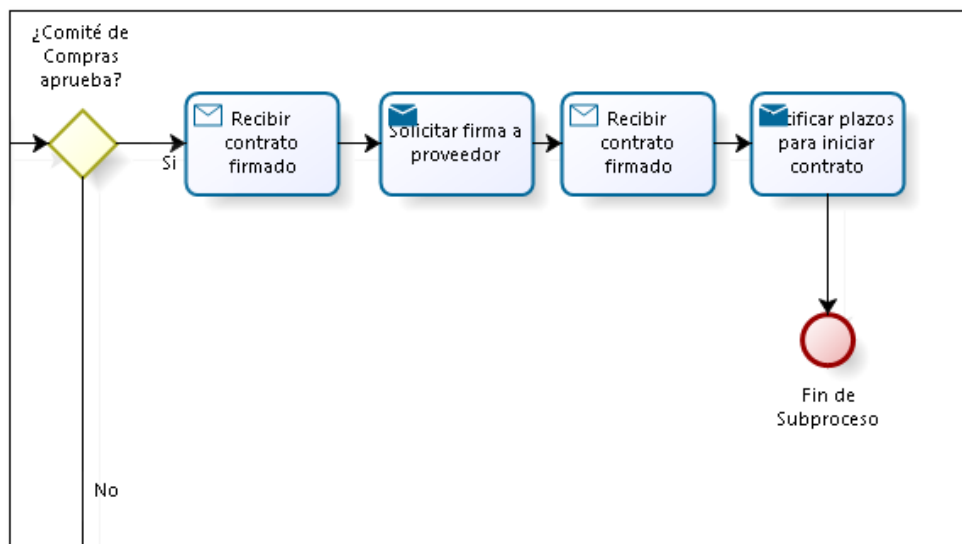 ¿Comité de
Compras
aprueba?
Si
Recibir
contrato
firmado
Solicitar firma a
proveedor
Recibir
contrato
firmado
plazos
para iniciar
contrato
Fin de
Subproceso
No